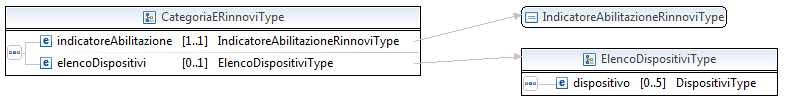 CategoriaERinnoviType
indicatoreAbilitazione [1..1] IndicatoreAbilitazioneRinnoviType
elencoDispositivi [0..1] ElencoDispositiviType
IndicatoreAbilitazioneRinnoviType
ElencoDispositiviType
dispositivo [0..5] DispositiviType